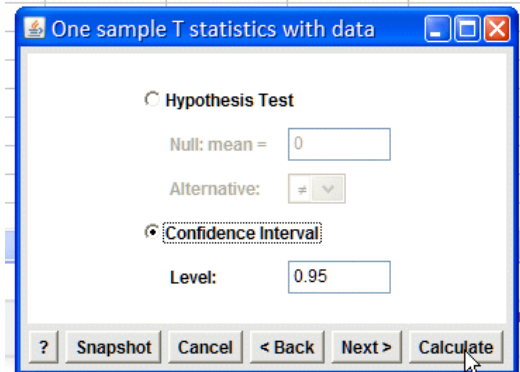 One sample T statistics with data
Hypothesis Test
Null: mean = 0
Alternative: ≠
Confidence Interval
Level: 0.95
? Snapshot Cancel < Back Next > Calculate